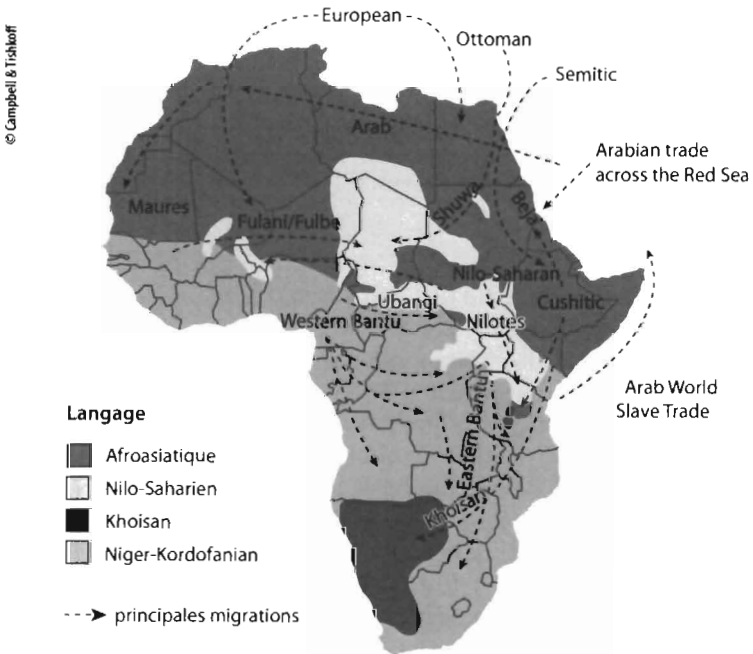 © Campbell & Tishkoff
European
Ottoman
Semitic
Arabian trade
across the Red Sea
Arab
Maures
Fulani/Fulbe
Shuwa
Beja
Nilo-Saharan
Cushitic
Ubangi
Western Bantu
Nilotes
Eastern Bantu
Khoisan
Arab World
Slave Trade
Langage
Afroasiatique
Nilo-Saharien
Khoisan
Niger-Kordofanian
principales migrations